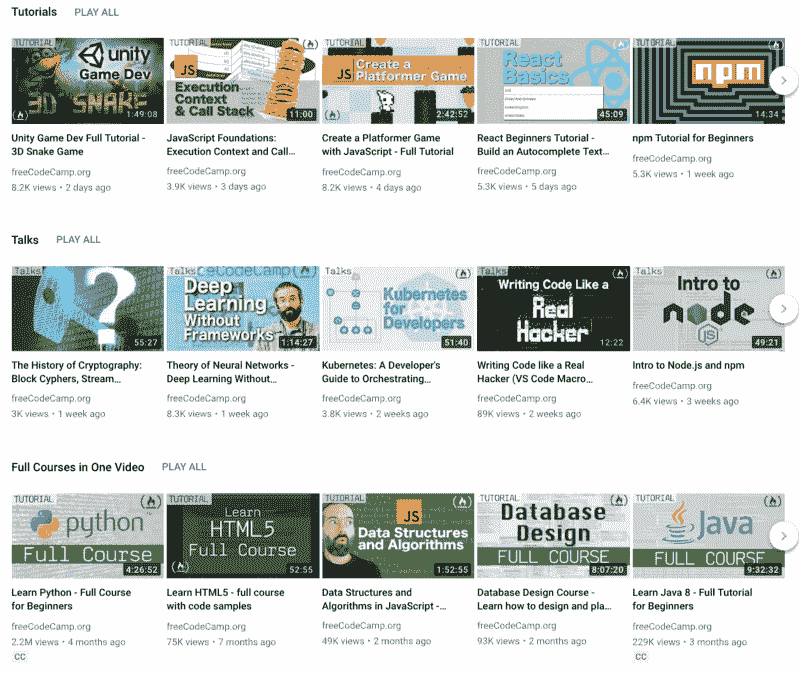 Tutorials PLAY ALL
TUTORIAL
unity
Game Dev
3D SNAKE
1:49:08
Unity Game Dev Full Tutorial -
3D Snake Game
freeCodeCamp.org
8.2K views • 2 days ago
TUTORIAL
JS
Execution
Context
& Call Stack
11:00
JavaScript Foundations:
Execution Context and Call...
freeCodeCamp.org
3.9K views • 3 days ago
TUTORIAL
JS
Create a
Platformer Game
2:42:52
Create a Platformer Game
with JavaScript - Full Tutorial
freeCodeCamp.org
8.2K views • 4 days ago
TUTORIAL
React
Basics
45:09
React Beginners Tutorial -
Build an Autocomplete Text...
freeCodeCamp.org
5.3K views • 5 days ago
TUTORIAL
npm
14:34
npm Tutorial for Beginners
freeCodeCamp.org
5.3K views • 1 week ago
Talks PLAY ALL
Talks
?
55:27
The History of Cryptography:
Block Cyphers, Stream...
freeCodeCamp.org
3K views • 1 week ago
Talks
reeCodeCamp
Deep
Learning
Without
Frameworks
1:14:27
Theory of Neural Networks -
Deep Learning Without...
freeCodeCamp.org
8.3K views • 1 week ago
Talks
Kubernetes
for
Developers
51:40
Kubernetes: A Developer's
Guide to Orchestrating...
freeCodeCamp.org
3.8K views • 2 weeks ago
Talks
Writing Code Like a
Real
Hacker
12:22
Writing Code like a Real
Hacker (VS Code Macro...
freeCodeCamp.org
89K views • 2 weeks ago
Talks
Intro to
node
JS
49:21
Intro to Node.js and npm
freeCodeCamp.org
6.4K views • 3 weeks ago
Full Courses in One Video PLAY ALL
TUTORIAL
python
Full Course
4:26:52
Learn Python - Full Course
for Beginners
freeCodeCamp.org
2.2M views • 4 months ago
CC
TUTORIAL
Learn
HTML5
Full Course
52:55
Learn HTML5 - full course
with code samples
freeCodeCamp.org
75K views • 7 months ago
TUTORIAL
JS
Data Structures
and Algorithms
1:52:55
Data Structures and
Algorithms in JavaScript -...
freeCodeCamp.org
49K views • 2 months ago
TUTORIAL
Database
Design
FULL COURSE
8:07:20
Database Design Course -
Learn how to design and pla...
freeCodeCamp.org
93K views • 2 months ago
TUTORIAL
Java
FULL COURSE
9:32:32
Learn Java 8 - Full Tutorial
for Beginners
freeCodeCamp.org
229K views • 3 months ago
CC